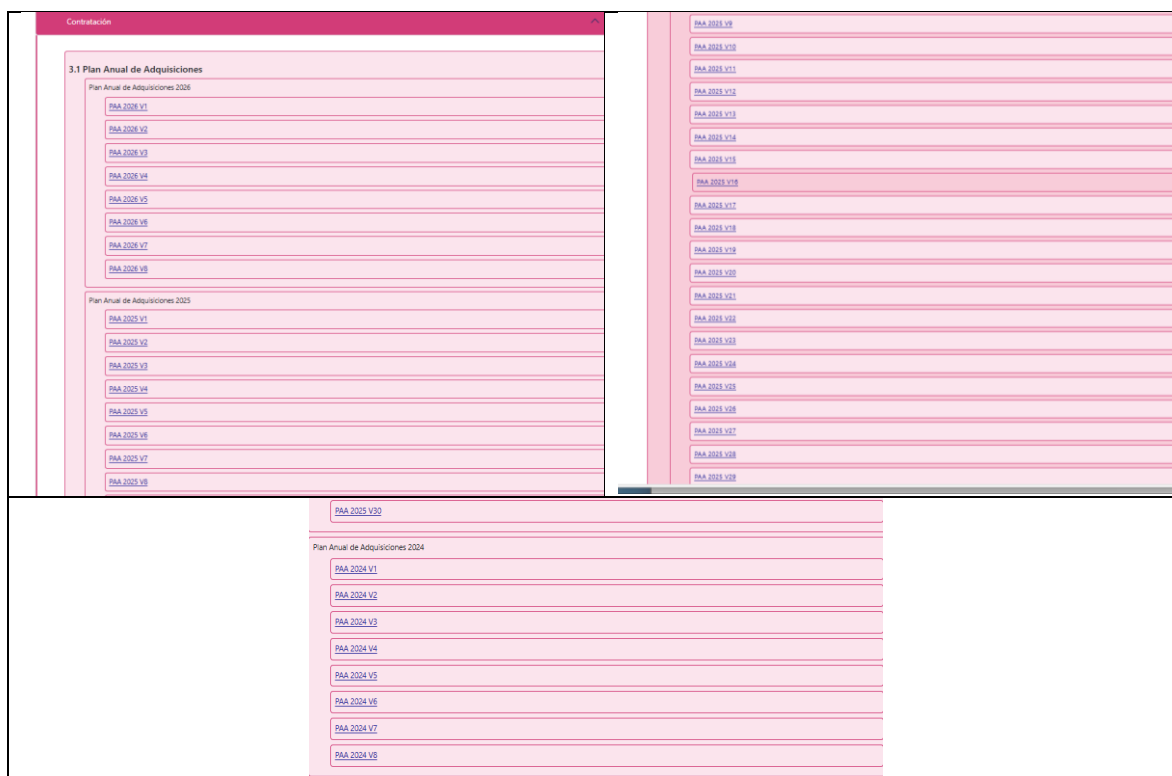 Contratación
3.1 Plan Anual de Adquisiciones
Plan Anual de Adquisiciones 2026
PAA 2026 V1
PAA 2026 V2
PAA 2026 V3
PAA 2026 V4
PAA 2026 V5
PAA 2026 V6
PAA 2026 V7
PAA 2026 V8
Plan Anual de Adquisiciones 2025
PAA 2025 V1
PAA 2025 V2
PAA 2025 V3
PAA 2025 V4
PAA 2025 V5
PAA 2025 V6
PAA 2025 V7
PAA 2025 V8
PAA 2025 V9
PAA 2025 V10
PAA 2025 V11
PAA 2025 V12
PAA 2025 V13
PAA 2025 V14
PAA 2025 V15
PAA 2025 V16
PAA 2025 V17
PAA 2025 V18
PAA 2025 V19
PAA 2025 V20
PAA 2025 V21
PAA 2025 V22
PAA 2025 V23
PAA 2025 V24
PAA 2025 V25
PAA 2025 V26
PAA 2025 V27
PAA 2025 V28
PAA 2025 V29
PAA 2025 V30
Plan Anual de Adquisiciones 2024
PAA 2024 V1
PAA 2024 V2
PAA 2024 V3
PAA 2024 V4
PAA 2024 V5
PAA 2024 V6
PAA 2024 V7
PAA 2024 V8